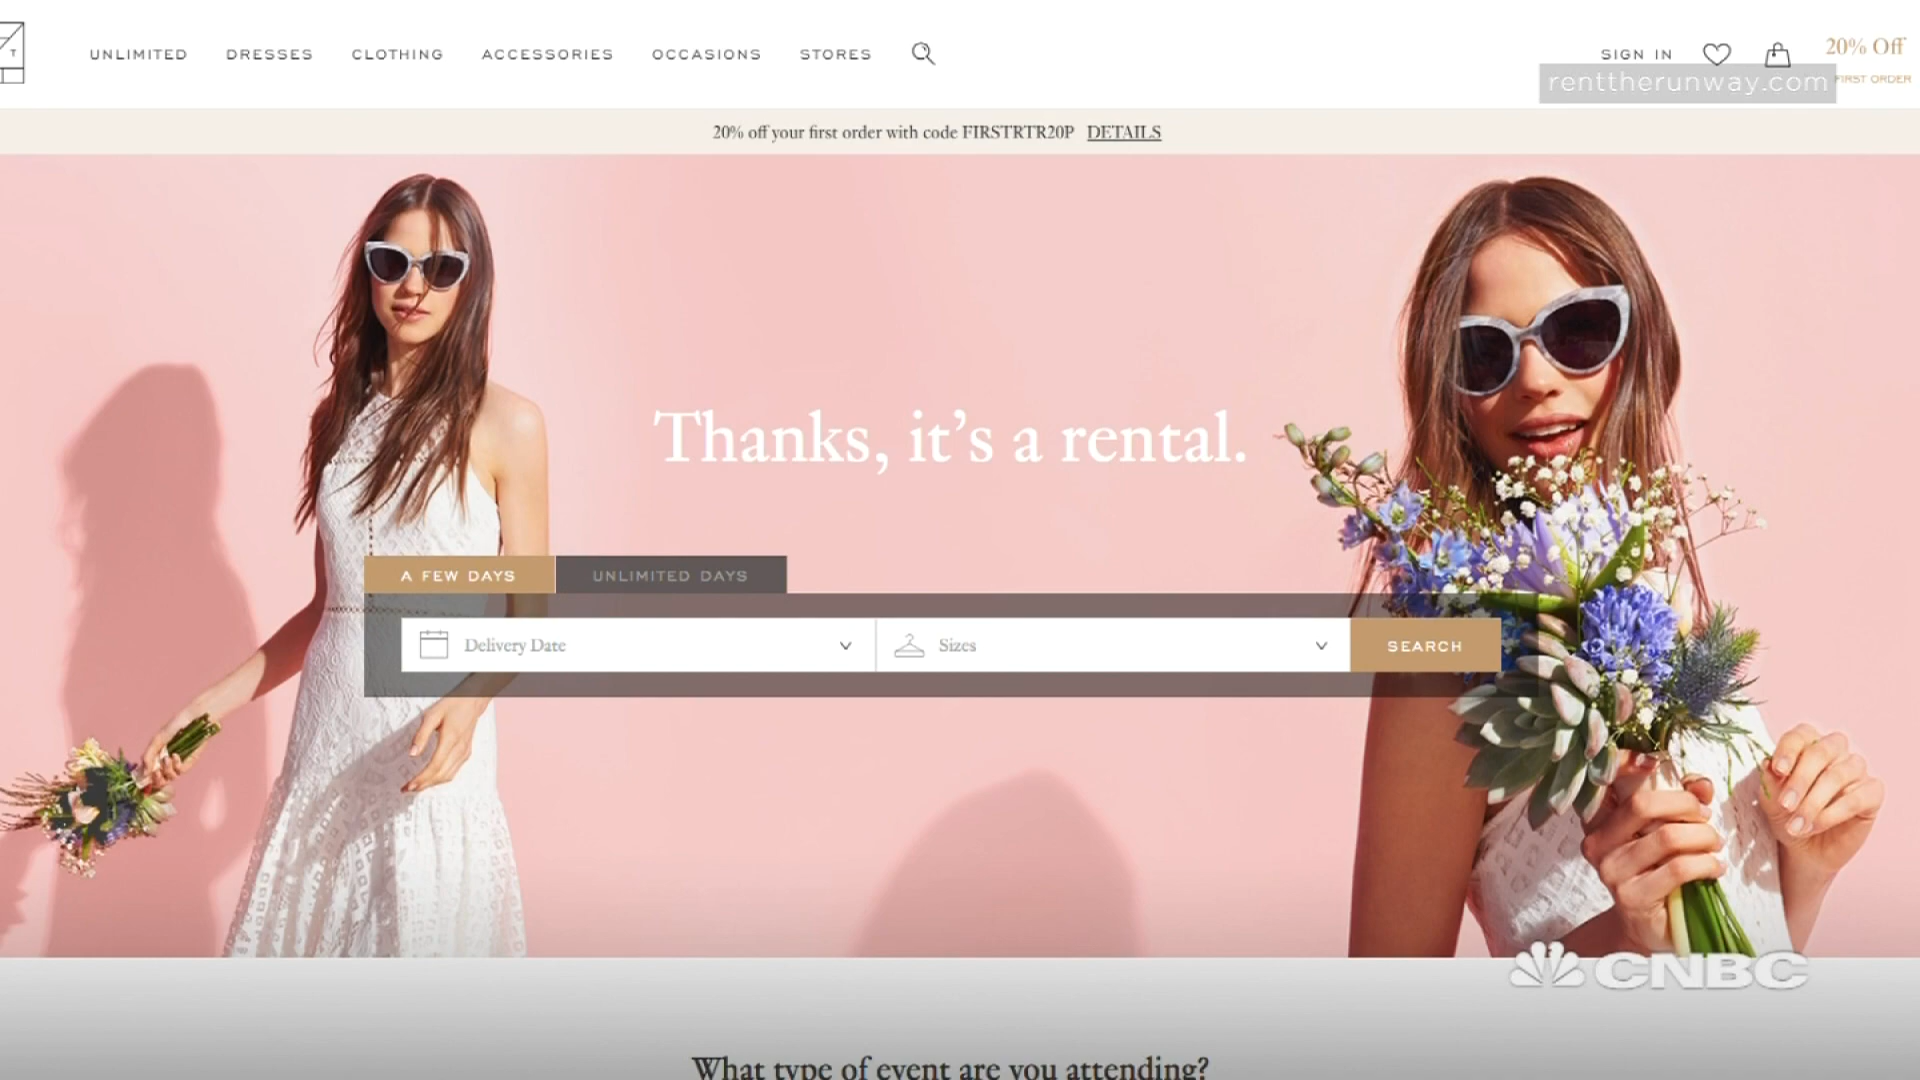 T
UNLIMITED DRESSES CLOTHING ACCESSORIES OCCASIONS STORES SIGN IN 20% Off
renttherunway.com FIRST ORDER
20% off your first order with code FIRSTRTR20P DETAILS
Thanks, it's a rental.
A FEW DAYS UNLIMITED DAYS
Delivery Date Sizes SEARCH
CNBC
What type of event are you attending?